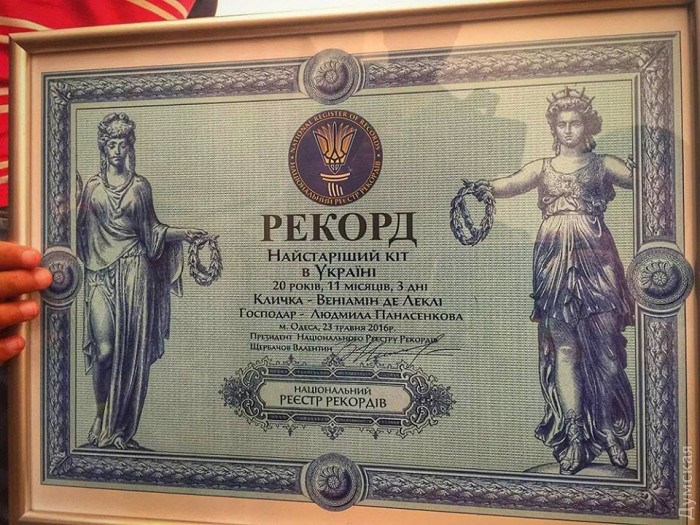 NATIONAL REGISTER OF RECORDS
НАЦІОНАЛЬНИЙ РЕЄСТР РЕКОРДІВ
РЕКОРД
Найстаріший кіт
в Україні
20 років, 11 місяців, 3 дні
Кличка - Веніамін де Леклі
Господар - Людмила Панасенкова
м. Одеса, 23 травня 2016р.
Президент Національного Реєстру Рекордів
Щербачов Валентин
НАЦІОНАЛЬНИЙ
РЕЄСТР РЕКОРДІВ
Думская